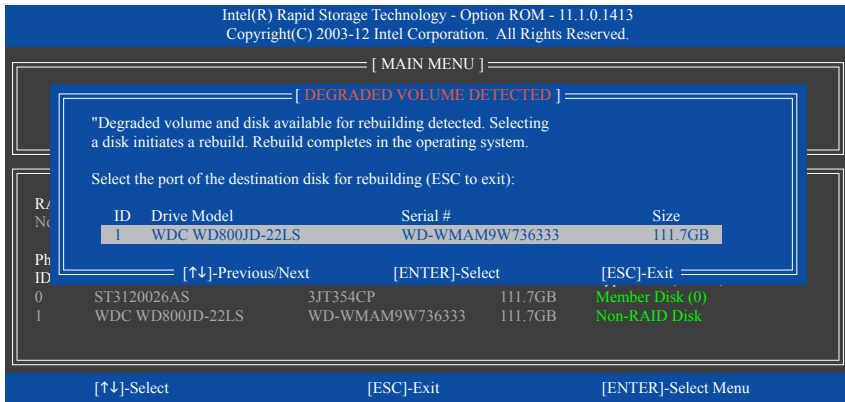 Intel(R) Rapid Storage Technology - Option ROM - 11.1.0.1413
Copyright(C) 2003-12 Intel Corporation. All Rights Reserved.
[ MAIN MENU ]
[ DEGRADED VOLUME DETECTED ]
"Degraded volume and disk available for rebuilding detected. Selecting
a disk initiates a rebuild. Rebuild completes in the operating system.
Select the port of the destination disk for rebuilding (ESC to exit):
ID Drive Model Serial # Size
1 WDC WD800JD-22LS WD-WMAM9W736333 111.7GB
[↑↓]-Previous/Next [ENTER]-Select [ESC]-Exit
ID
0 ST3120026AS 3JT354CP 111.7GB Member Disk (0)
1 WDC WD800JD-22LS WD-WMAM9W736333 111.7GB Non-RAID Disk
[↑↓]-Select [ESC]-Exit [ENTER]-Select Menu